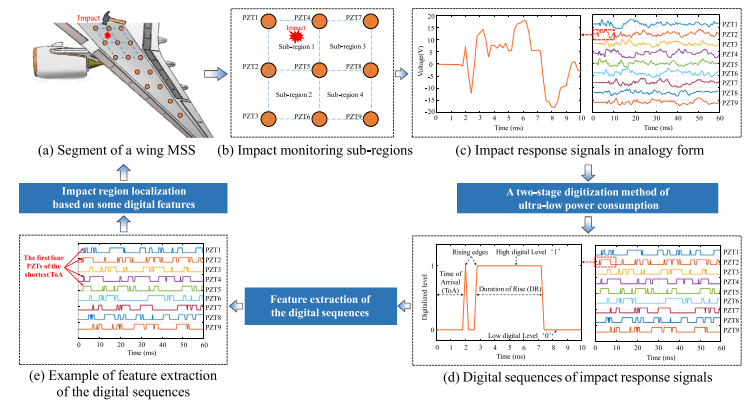 Impact
(a) Segment of a wing MSS
PZT1
PZT4
PZT7
Impact
Sub-region 1
Sub-region 3
PZT2
PZT5
PZT8
Sub-region 2
Sub-region 4
PZT3
PZT6
PZT9
(b) Impact monitoring sub-regions
Voltage(V)
20
15
10
5
0
-5
-10
-15
-20
0 1 2 3 4 5 6 7 8 9 10
Time (ms)
PZT1
PZT2
PZT3
PZT4
PZT5
PZT6
PZT7
PZT8
PZT9
0 10 20 30 40 50 60
Time (ms)
(c) Impact response signals in analogy form
Impact region localization
based on some digital features
A two-stage digitization method of
ultra-low power consumption
The first four
PZTs of the
shortest ToA
PZT1
PZT2
PZT3
PZT4
PZT5
PZT6
PZT7
PZT8
PZT9
0 10 20 30 40 50 60
Time (ms)
(e) Example of feature extraction
of the digital sequences
Feature extraction of
the digital sequences
Digitalized level
1
0
Rising edges
High digital Level ‘1’
Time of
Arrival
(ToA)
Duration of Rise (DR)
Low digital Level ‘0’
0 1 2 3 4 5 6 7 8 9 10
Time (ms)
PZT1
PZT2
PZT3
PZT4
PZT5
PZT6
PZT7
PZT8
PZT9
0 10 20 30 40 50 60
Time (ms)
(d) Digital sequences of impact response signals